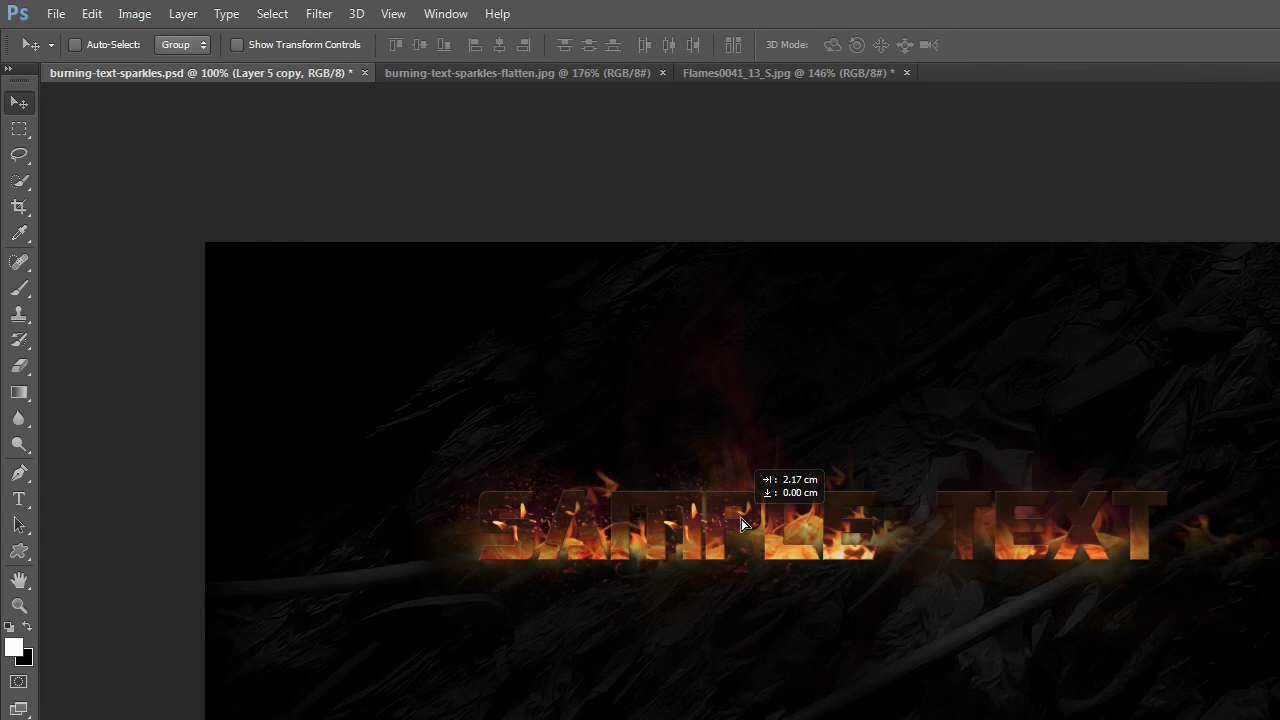 Ps File Edit Image Layer Type Select Filter 3D View Window Help
Auto-Select: Group Show Transform Controls 3D Mode:
burning-text-sparkles.psd @ 100% (Layer 5 copy, RGB/8) * × burning-text-sparkles-flatten.jpg @ 176% (RGB/8#) × Flames0041_13_S.jpg @ 146% (RGB/8#) * ×
: 2.17 cm
: 0.00 cm
SAMPLE TEXT
T